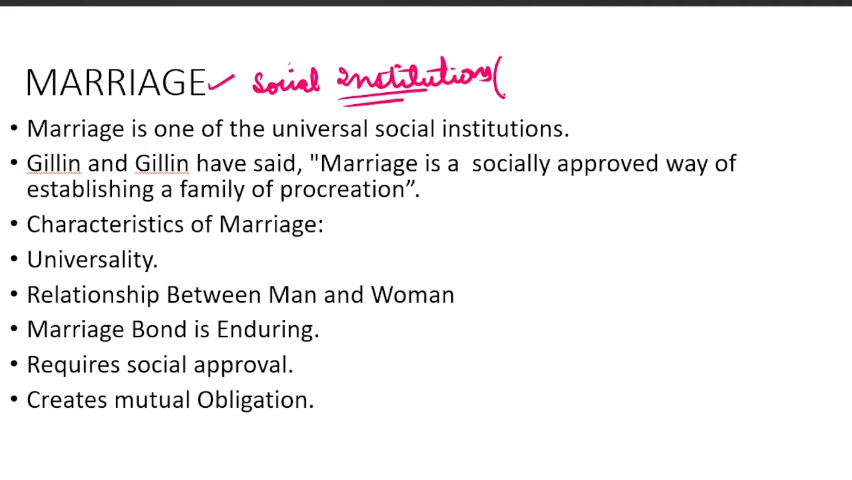 MARRIAGE✓ Social Institutions(
• Marriage is one of the universal social institutions.
• Gillin and Gillin have said, "Marriage is a socially approved way of
establishing a family of procreation”.
• Characteristics of Marriage:
• Universality.
• Relationship Between Man and Woman
• Marriage Bond is Enduring.
• Requires social approval.
• Creates mutual Obligation.